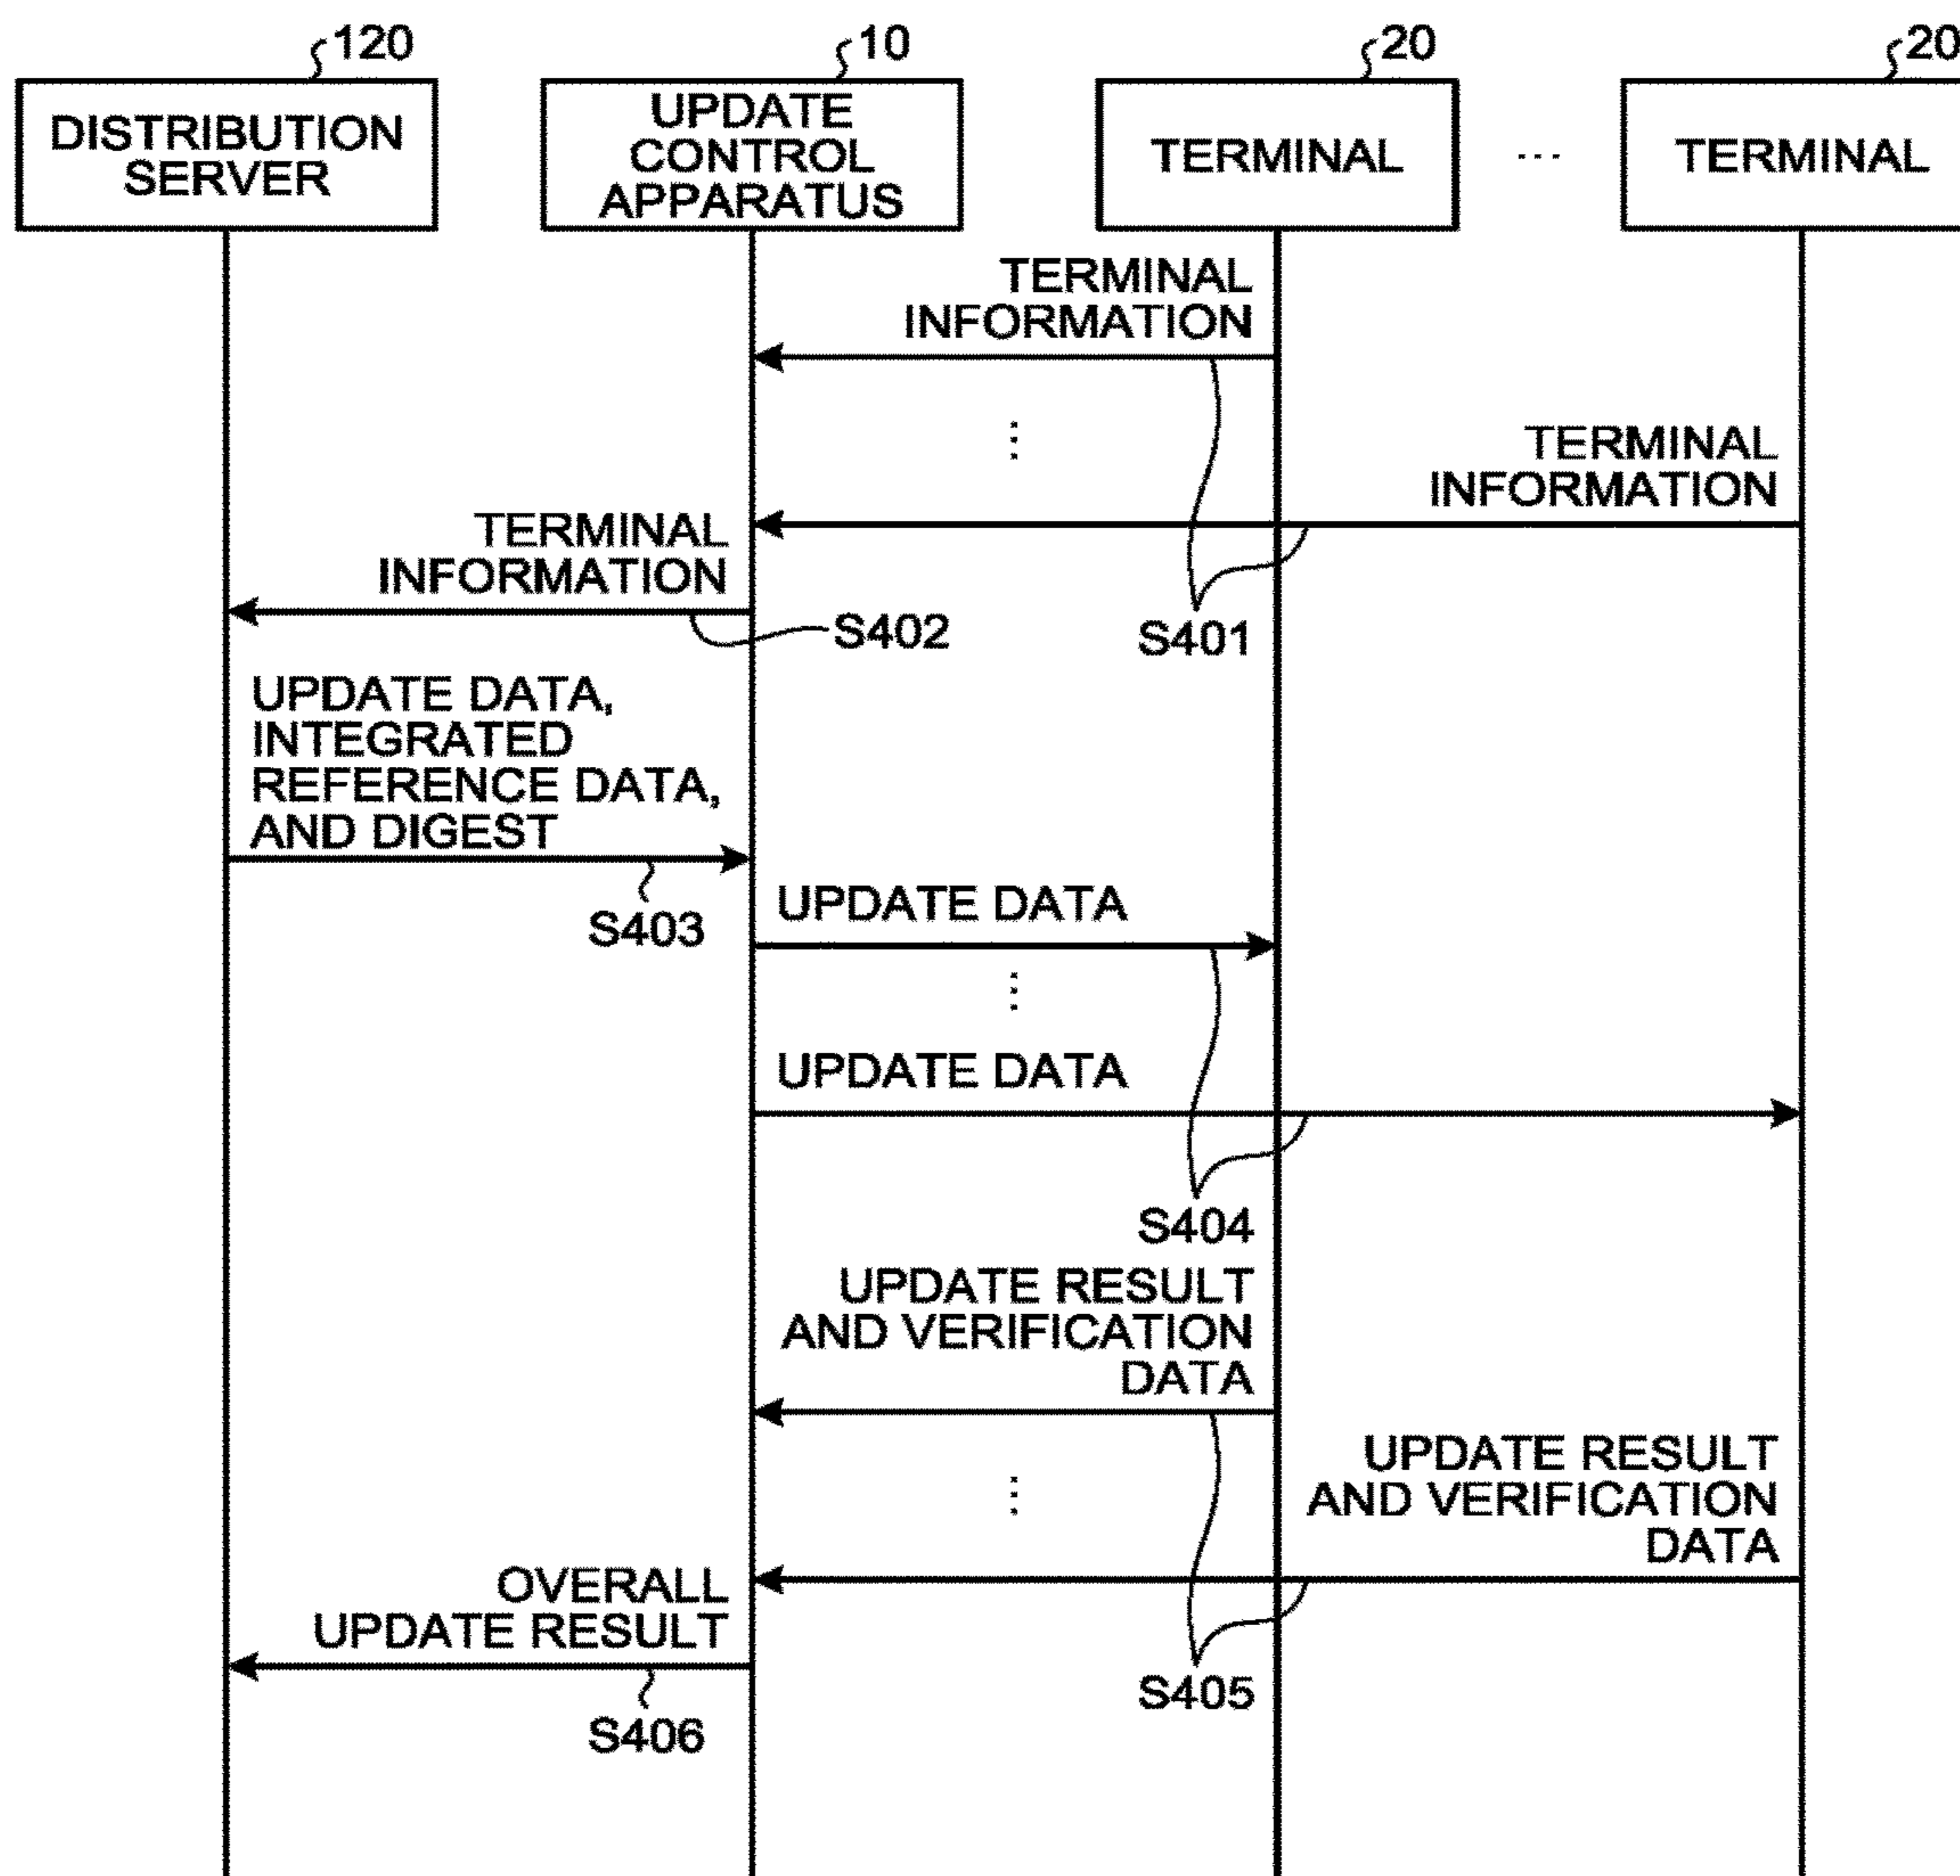 120
10
20
20
DISTRIBUTION
SERVER
UPDATE
CONTROL
APPARATUS
TERMINAL
...
TERMINAL
TERMINAL
INFORMATION
TERMINAL
INFORMATION
TERMINAL
INFORMATION
S402
S401
UPDATE DATA,
INTEGRATED
REFERENCE DATA,
AND DIGEST
S403
UPDATE DATA
UPDATE DATA
S404
UPDATE RESULT
AND VERIFICATION
DATA
UPDATE RESULT
AND VERIFICATION
DATA
OVERALL
UPDATE RESULT
S405
S406